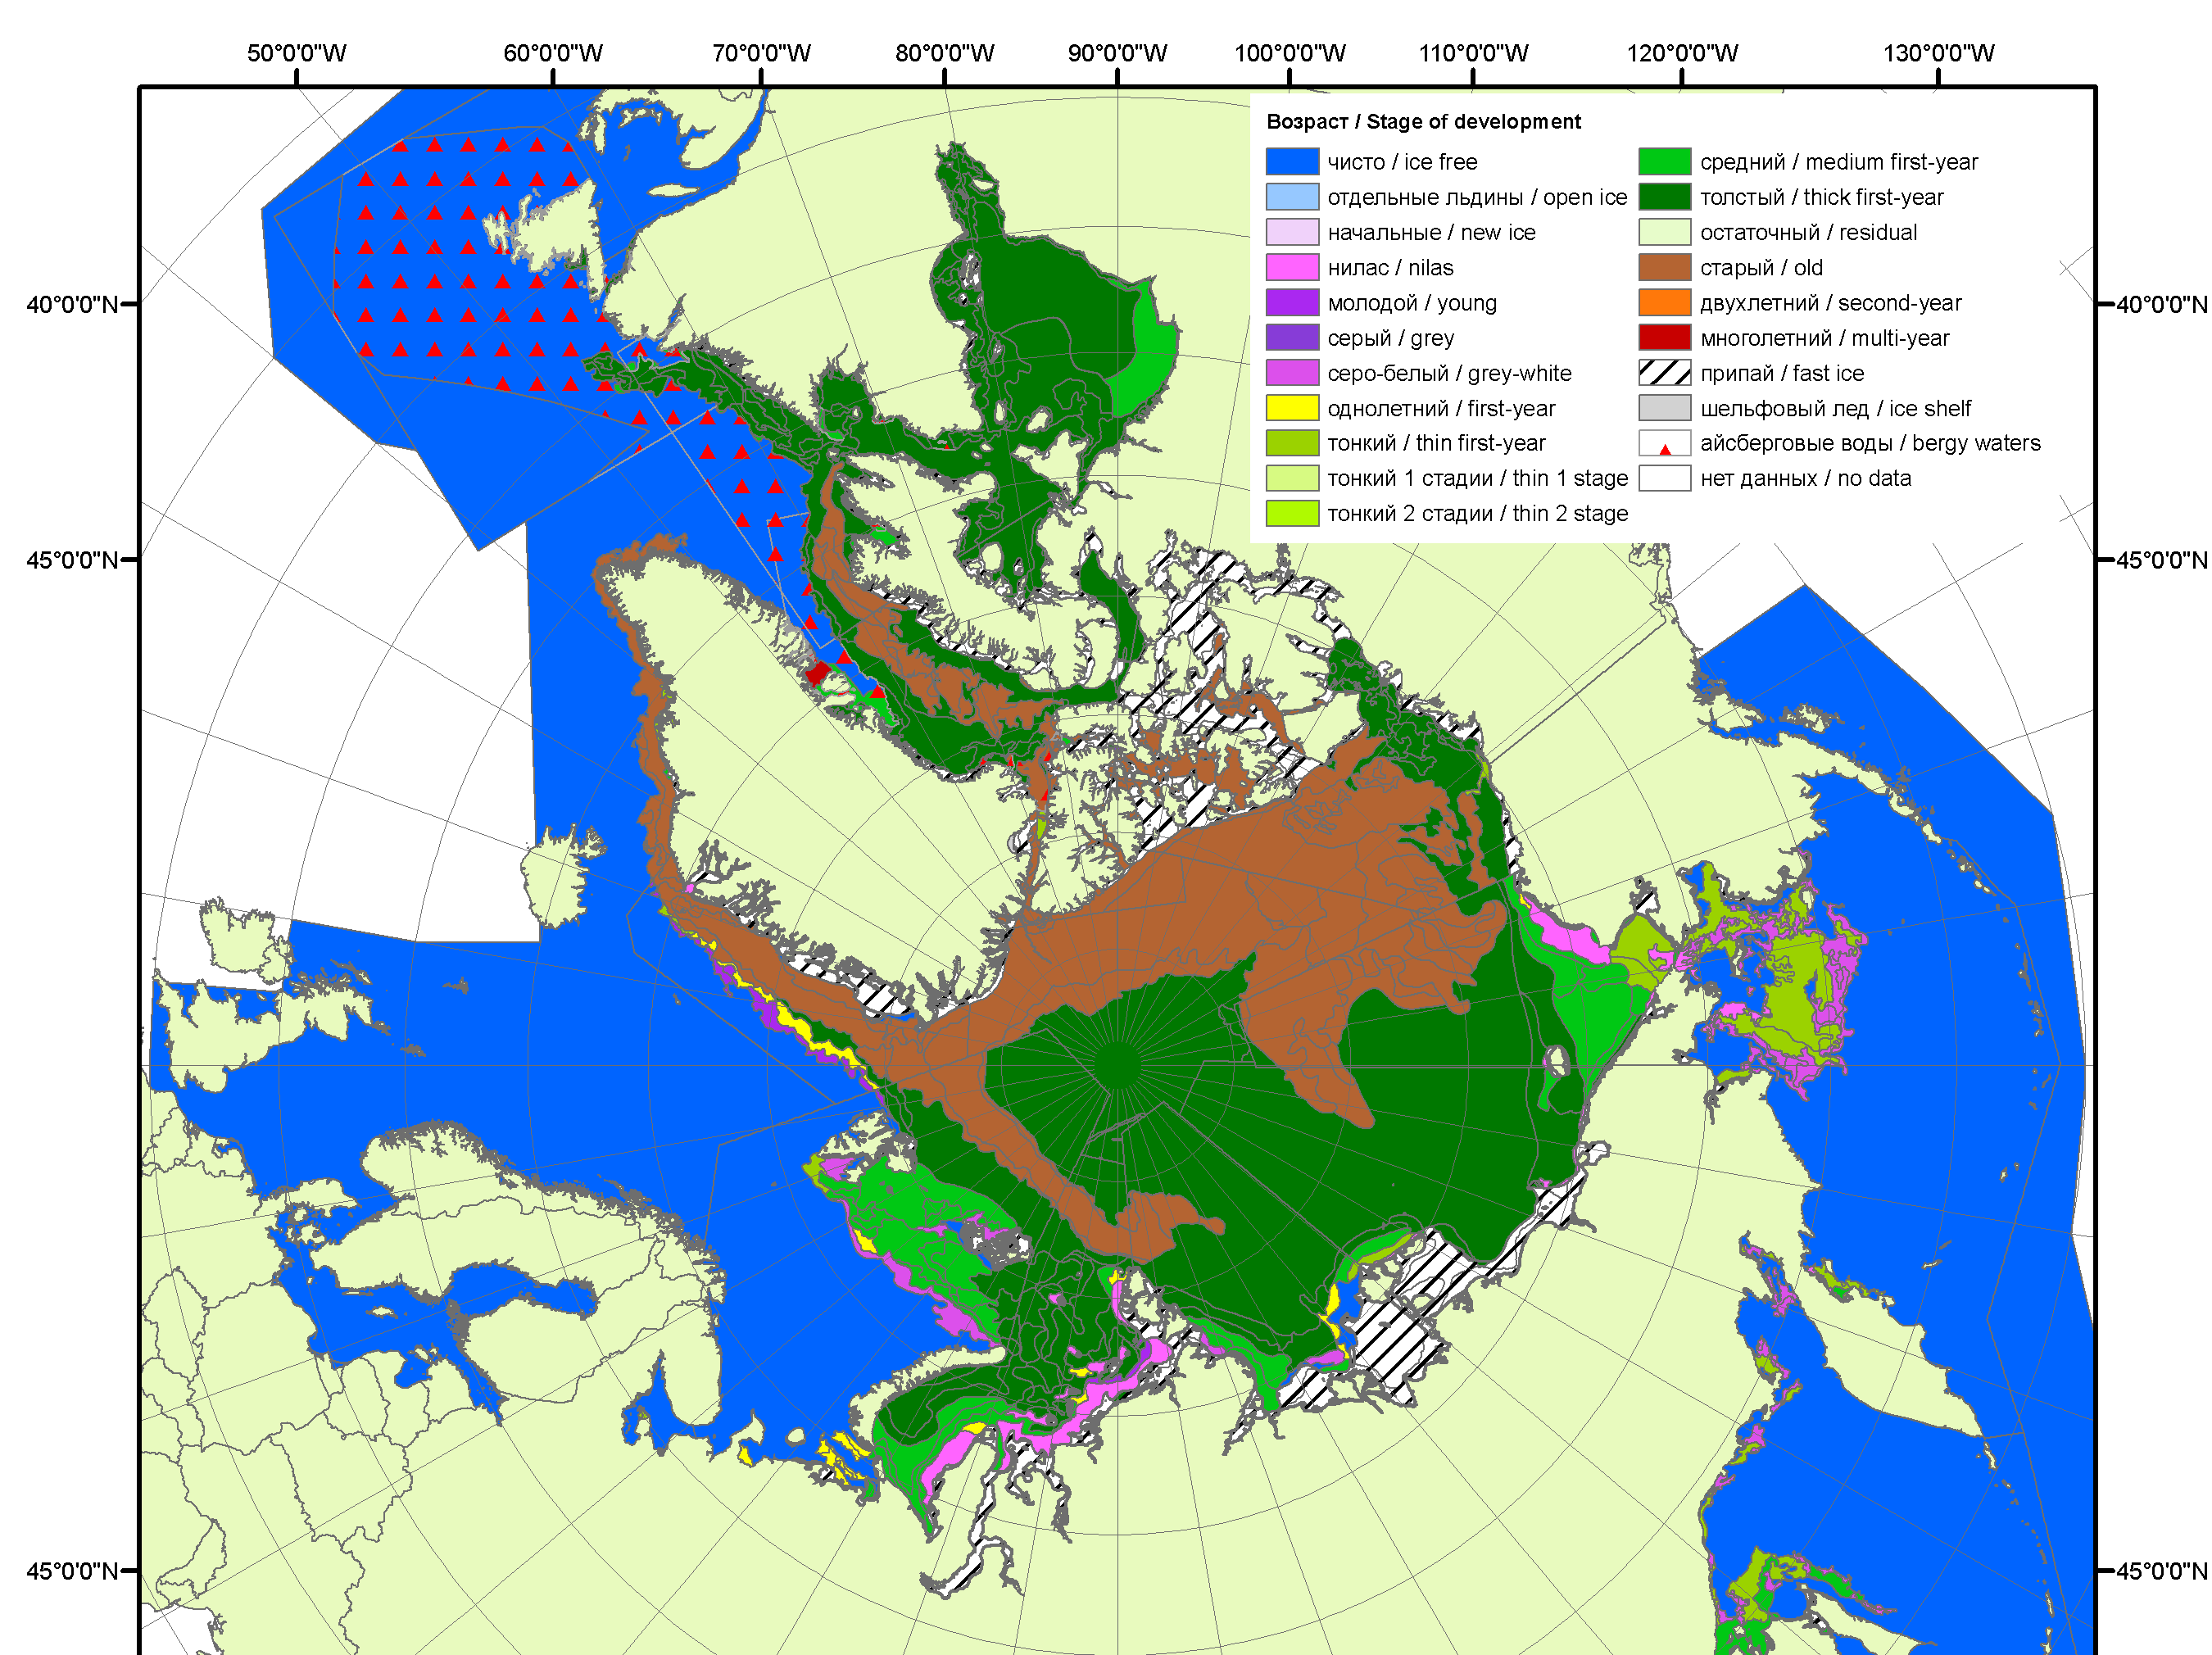 50°0'0"W 60°0'0"W 70°0'0"W 80°0'0"W 90°0'0"W 100°0'0"W 110°0'0"W 120°0'0"W 130°0'0"W
Возраст / Stage of development
чисто / ice free
отдельные льдины / open ice
начальные / new ice
нилас / nilas
молодой / young
серый / grey
серо-белый / grey-white
однолетний / first-year
тонкий / thin first-year
тонкий 1 стадии / thin 1 stage
тонкий 2 стадии / thin 2 stage
средний / medium first-year
толстый / thick first-year
остаточный / residual
старый / old
двухлетний / second-year
многолетний / multi-year
припай / fast ice
шельфовый лед / ice shelf
айсберговые воды / bergy waters
нет данных / no data
40°0'0"N 40°0'0"N
45°0'0"N 45°0'0"N
45°0'0"N 45°0'0"N